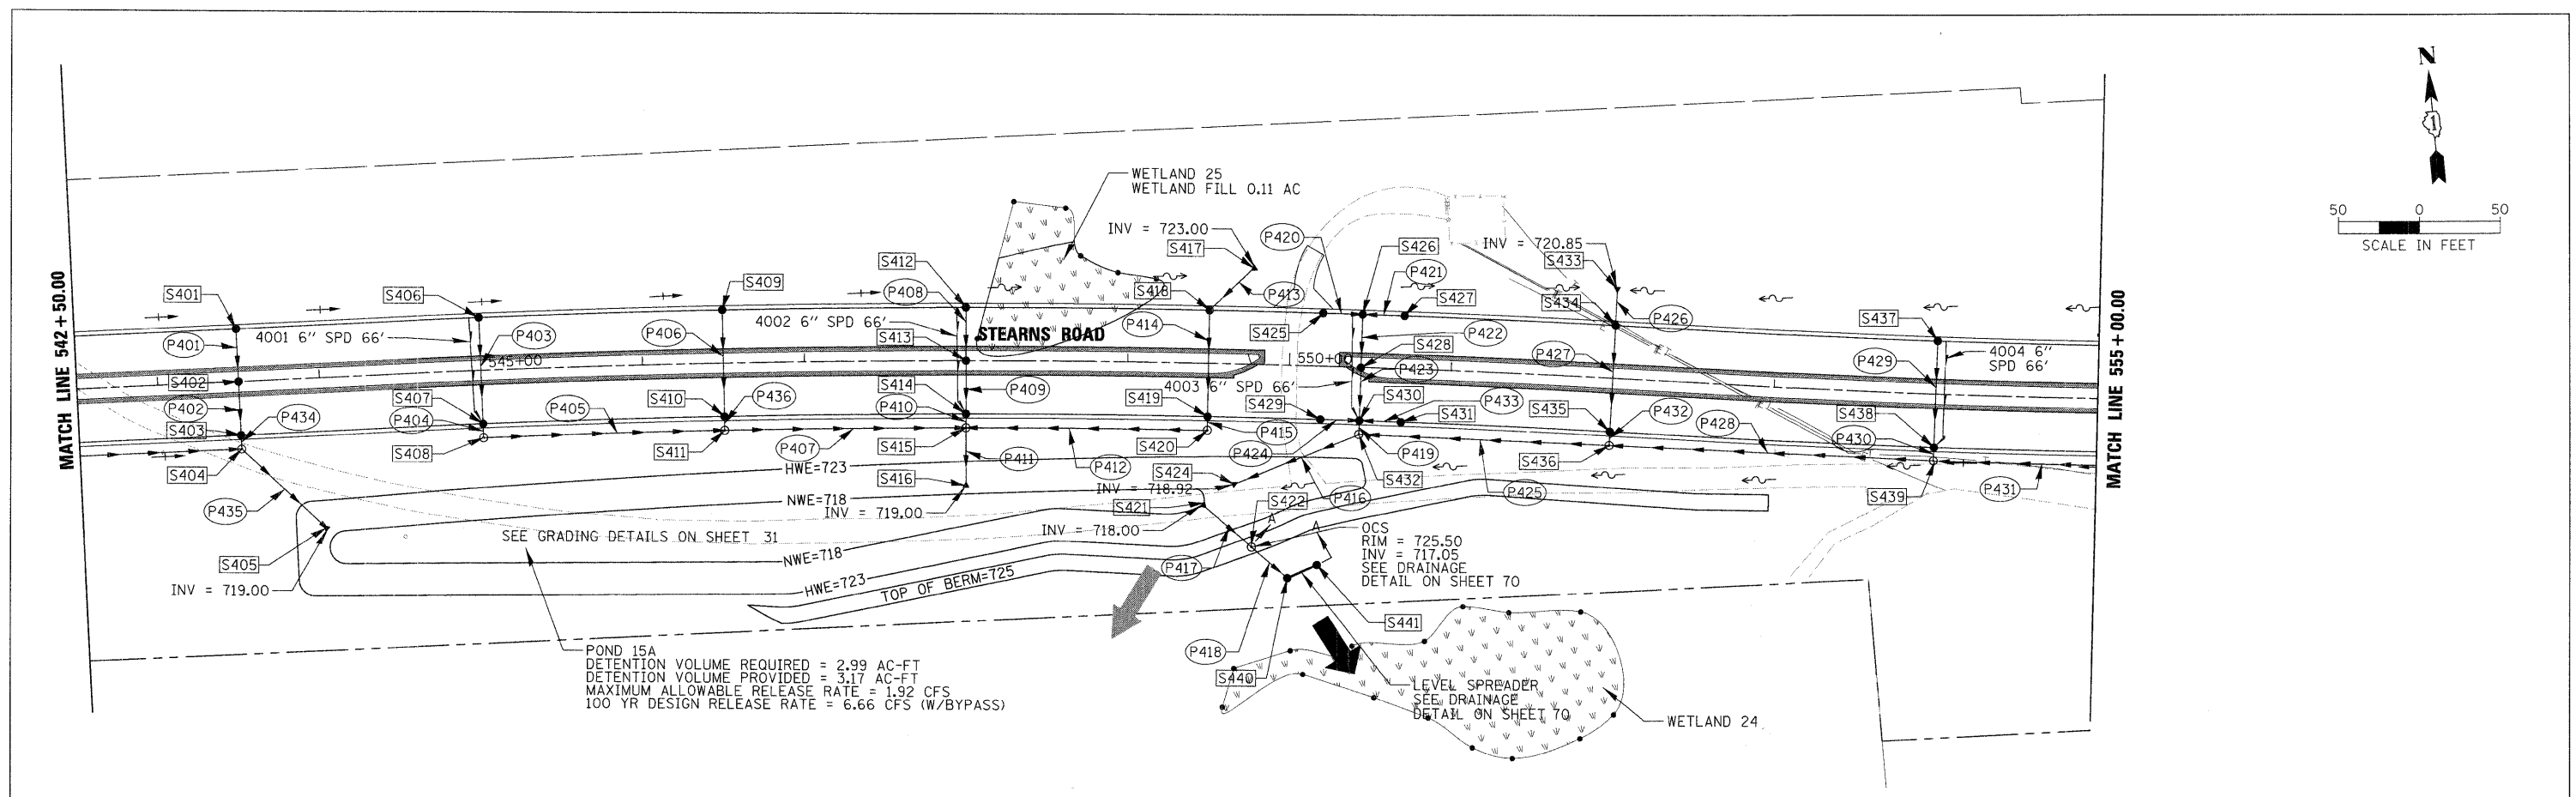 N
50 0 50
SCALE IN FEET
MATCH LINE 542+50.00
MATCH LINE 555+00.00
WETLAND 25
WETLAND FILL 0.11 AC
INV = 723.00
S417
P420
S426
INV = 720.85
S433
S412
P408
S409
S406
S401
P421
S427
S418
P413
S434
P426
S437
4001 6" SPD 66'
P403
P406
4002 6" SPD 66'
S413
STEARNS ROAD
P414
S425
P422
S428
P401
545+00
550+00
P423
P427
P429
4004 6"
SPD 66'
S402
4003 6" SPD 66'
P402
P434
S407
P404
P405
S410
P436
S414
P410
P409
S419
S429
S430
P433
S431
S435
P432
S438
S403
S404
S408
S411
P407
S415
P411
P412
S420
P415
P424
P419
S432
S436
P428
P430
S439
P431
HWE=723
S424
INV = 718.92
S416
INV = 719.00
NWE=718
S421
INV = 718.00
S422
P416
P425
P435
A
A
SEE GRADING DETAILS ON SHEET 31
NWE=718
OCS
RIM = 725.50
INV = 717.05
SEE DRAINAGE
DETAIL ON SHEET 70
S405
INV = 719.00
HWE=723
TOP OF BERM=725
P417
S441
P418
S440
POND 15A
DETENTION VOLUME REQUIRED = 2.99 AC-FT
DETENTION VOLUME PROVIDED = 3.17 AC-FT
MAXIMUM ALLOWABLE RELEASE RATE = 1.92 CFS
100 YR DESIGN RELEASE RATE = 6.66 CFS (W/BYPASS)
LEVEL SPREADER
SEE DRAINAGE
DETAIL ON SHEET 70
WETLAND 24